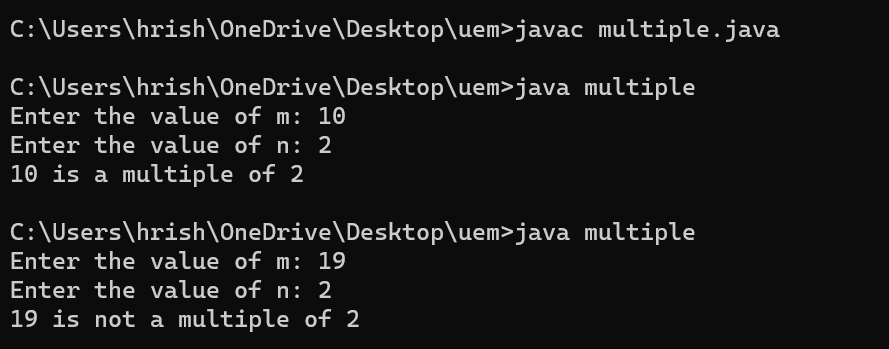 C:\Users\hrish\OneDrive\Desktop\uem>javac multiple.java
C:\Users\hrish\OneDrive\Desktop\uem>java multiple
Enter the value of m: 10
Enter the value of n: 2
10 is a multiple of 2
C:\Users\hrish\OneDrive\Desktop\uem>java multiple
Enter the value of m: 19
Enter the value of n: 2
19 is not a multiple of 2